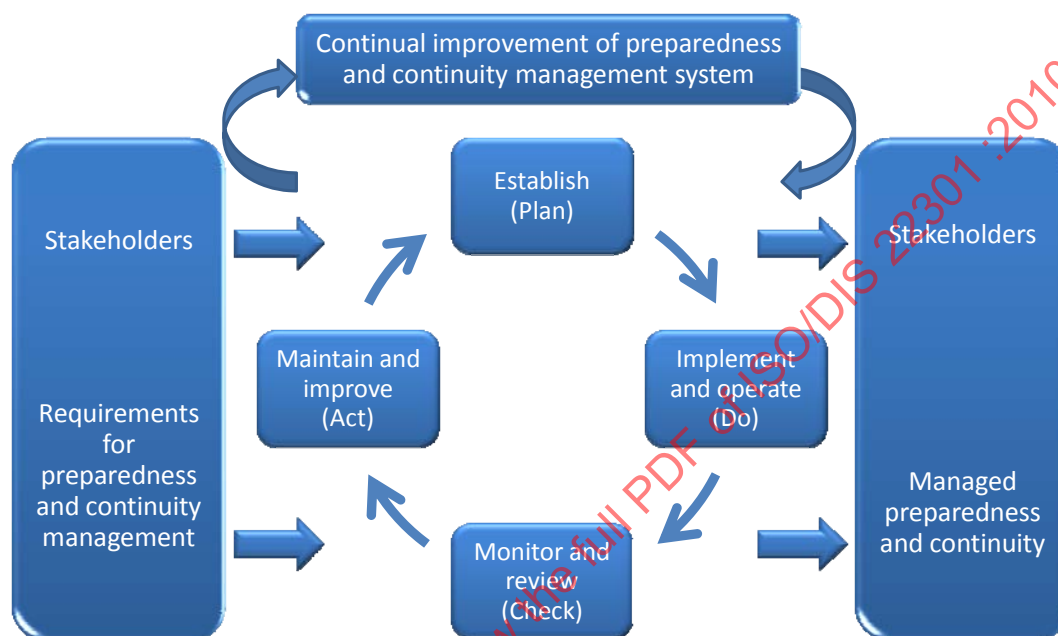 Continual improvement of preparedness
and continuity management system
Stakeholders
Requirements
for
preparedness
and continuity
management
Establish
(Plan)
Maintain and
improve
(Act)
Implement
and operate
(Do)
Monitor and
review
(Check)
Stakeholders
Managed
preparedness
and continuity
the full PDF of ISO/DIS 22301 :2010